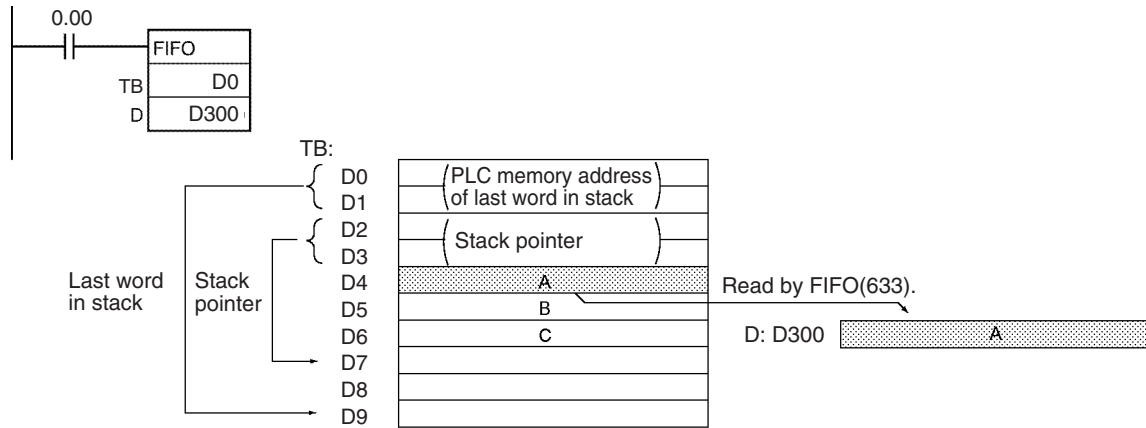 0.00
FIFO
TB D0
D D300
TB:
D0
D1
D2
D3
D4
D5
D6
D7
D8
D9
(PLC memory address
of last word in stack)
(Stack pointer)
A
B
C
Last word
in stack
Stack
pointer
Read by FIFO(633).
D: D300
A